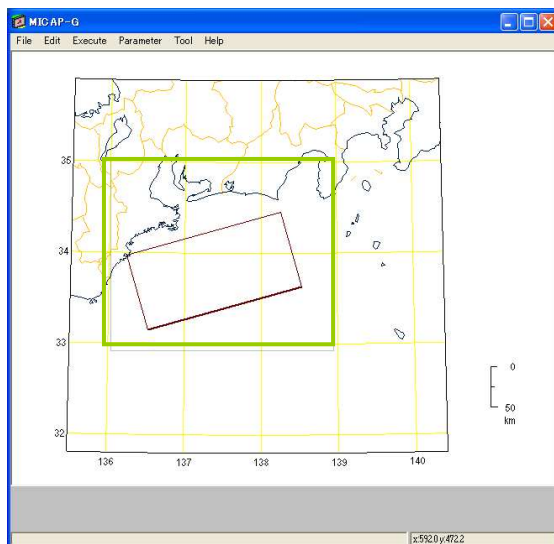 MICAP-G
File Edit Execute Parameter Tool Help
35
34
33
32
136 137 138 139 140
0
50
km
x:592.0 y:472.2